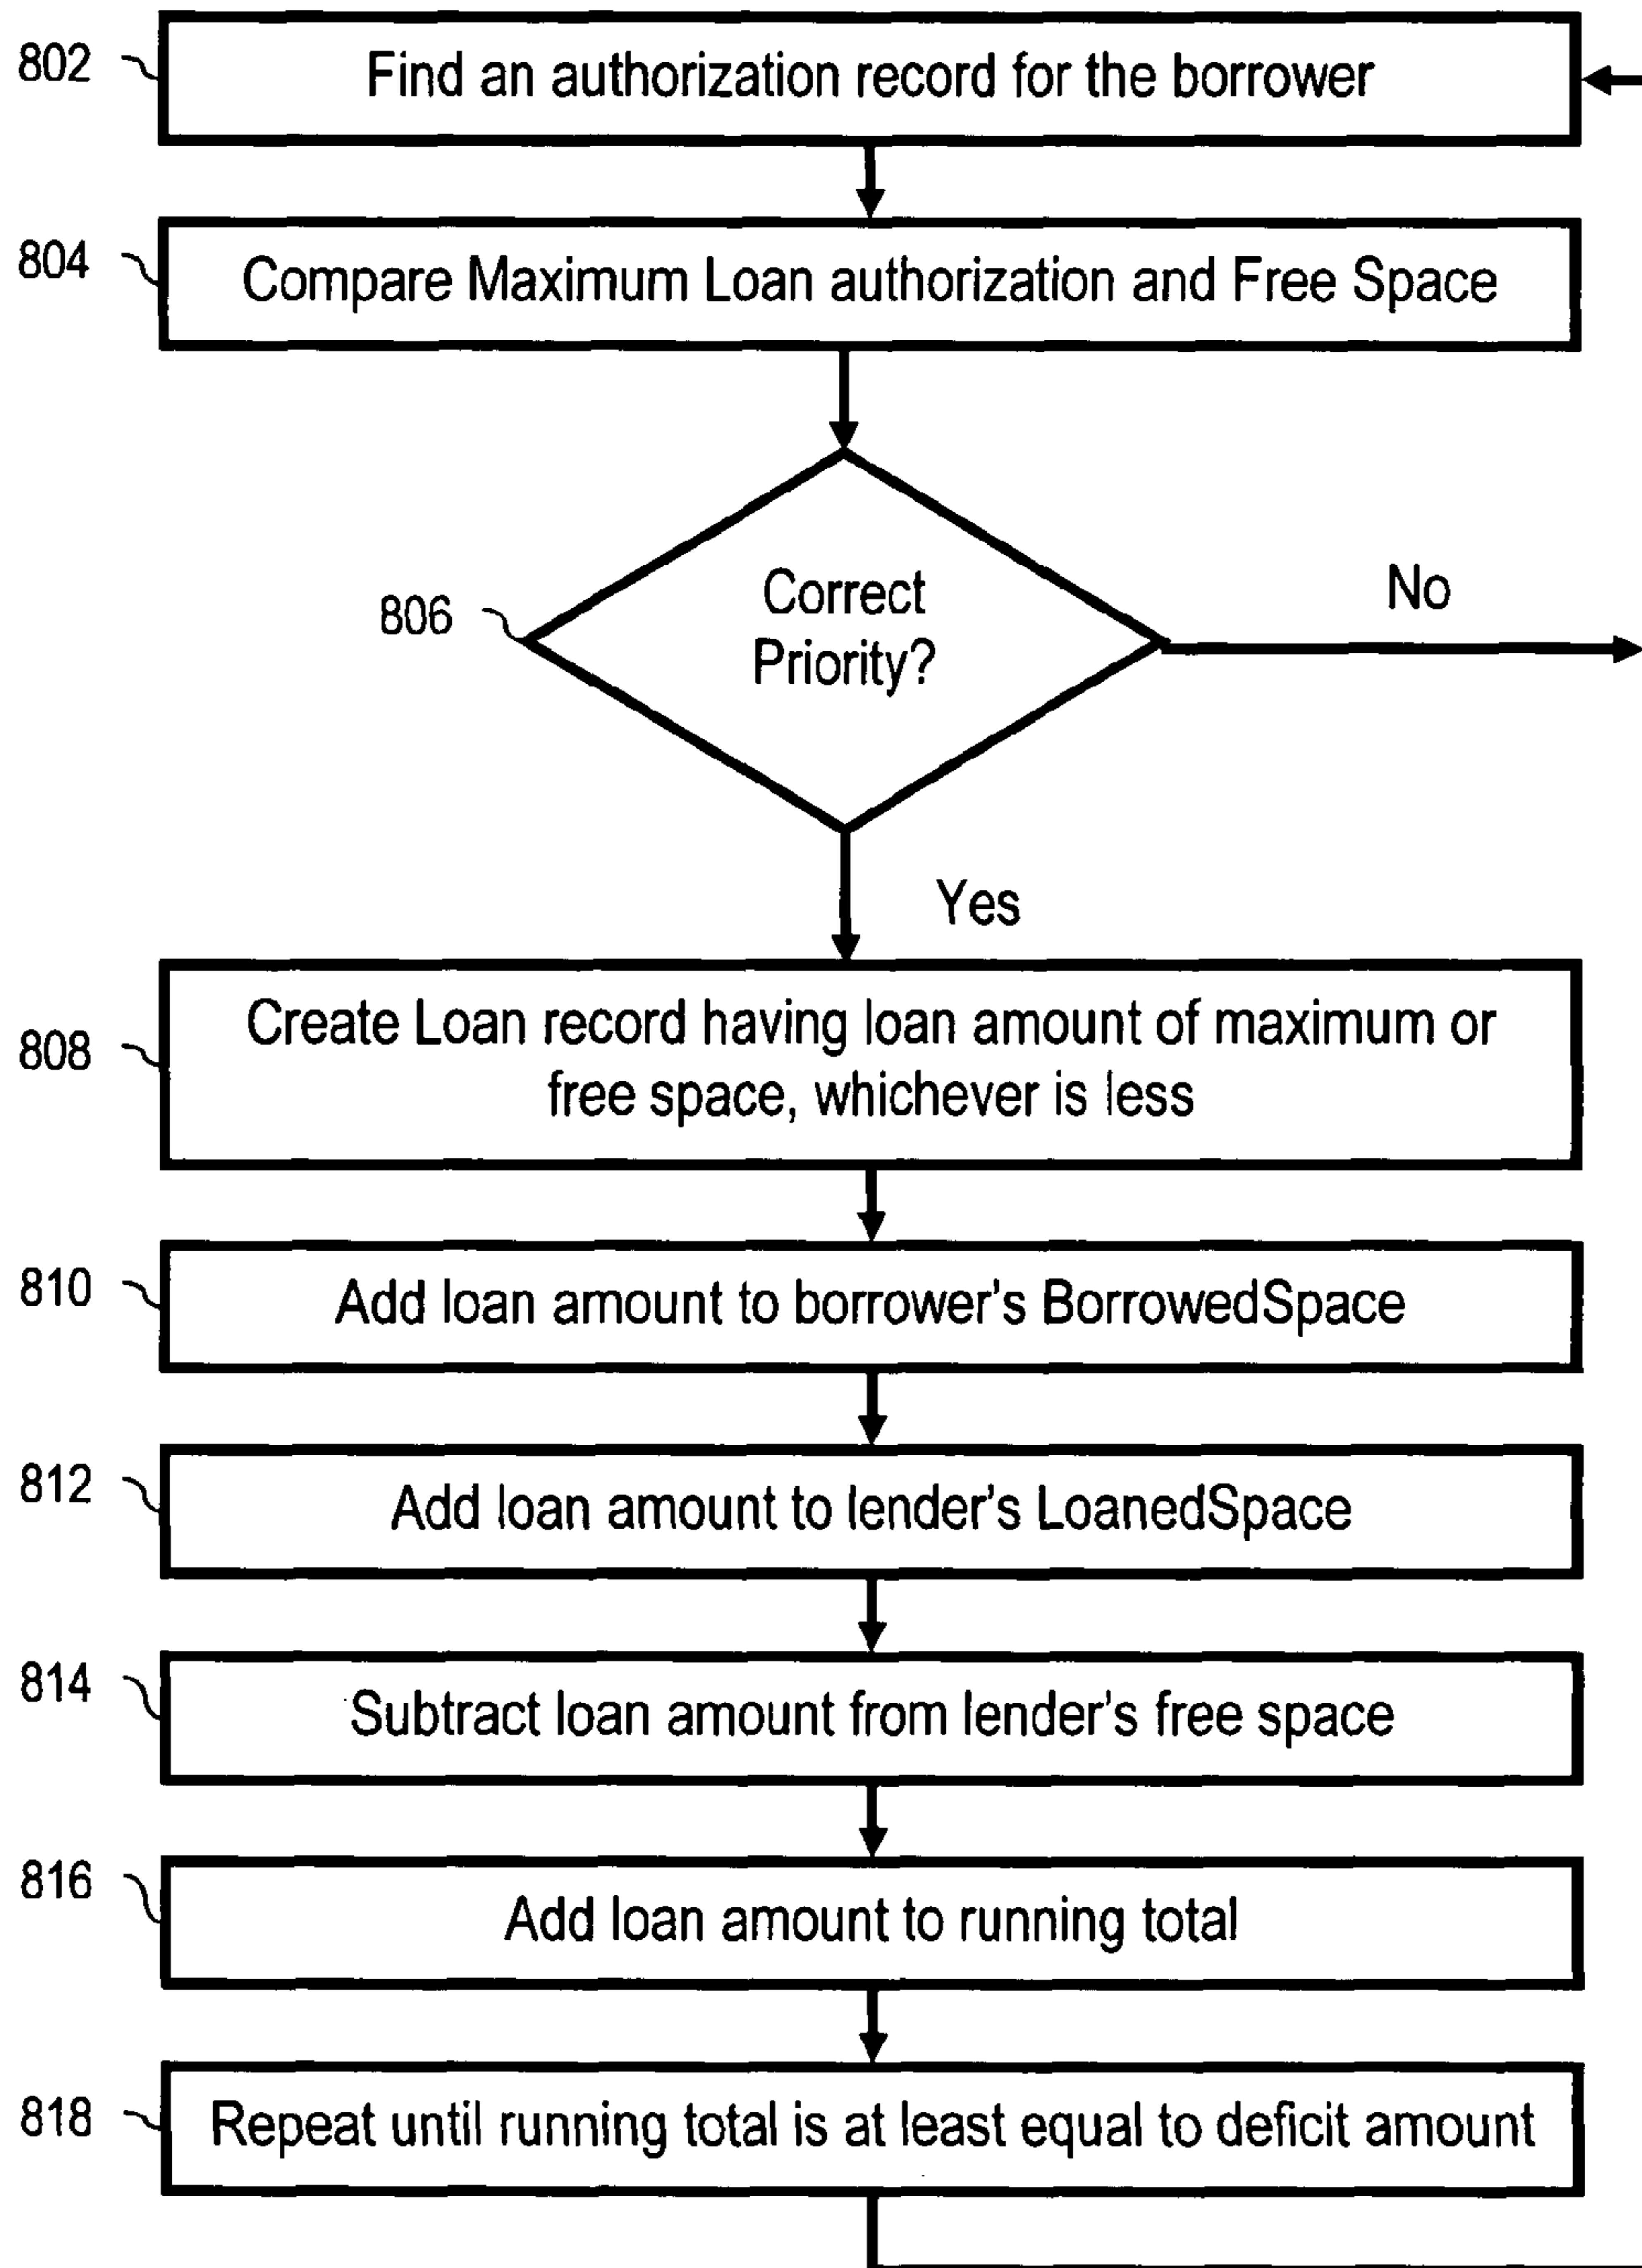 802
Find an authorization record for the borrower
804
Compare Maximum Loan authorization and Free Space
806
Correct
Priority?
No
Yes
808
Create Loan record having loan amount of maximum or
free space, whichever is less
810
Add loan amount to borrower's BorrowedSpace
812
Add loan amount to lender's LoanedSpace
814
Subtract loan amount from lender's free space
816
Add loan amount to running total
818
Repeat until running total is at least equal to deficit amount